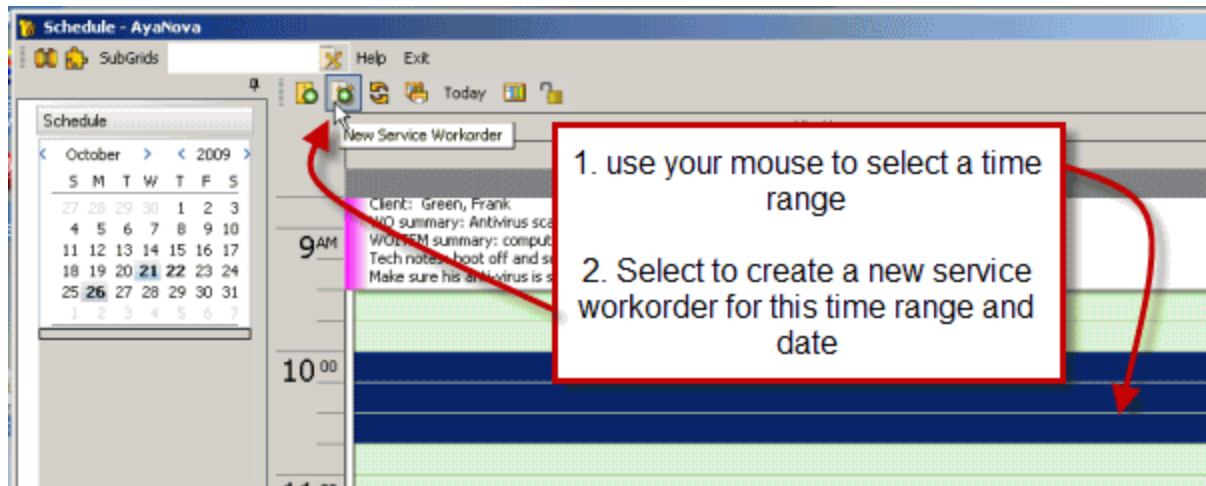 Schedule - AyaNova
SubGrids Help Exit
Today
Schedule
New Service Workorder
< October > < 2009 >
S M T W T F S
27 28 29 30 1 2 3
4 5 6 7 8 9 10
11 12 13 14 15 16 17
18 19 20 21 22 23 24
25 26 27 28 29 30 31
1 2 3 4 5 6 7
Client: Green, Frank
WO summary: Antivirus sca
9AM
WOITEM summary: comput
Tech notes: boot off and s
Make sure his anti-virus is s
10 00
1. use your mouse to select a time
range
2. Select to create a new service
workorder for this time range and
date